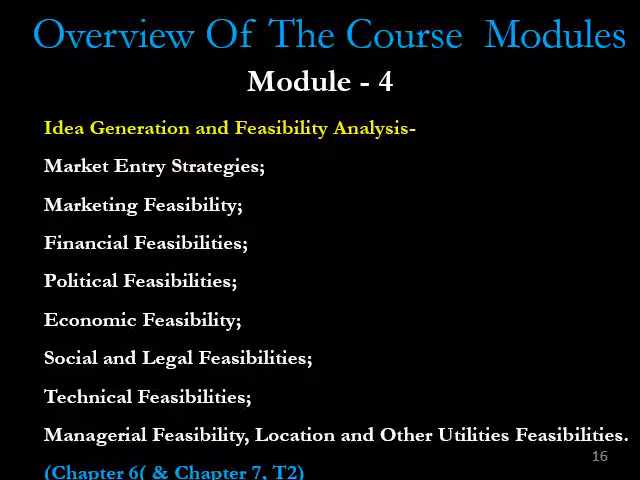 Overview Of The Course Modules
Module - 4
Idea Generation and Feasibility Analysis-
Market Entry Strategies;
Marketing Feasibility;
Financial Feasibilities;
Political Feasibilities;
Economic Feasibility;
Social and Legal Feasibilities;
Technical Feasibilities;
Managerial Feasibility, Location and Other Utilities Feasibilities.
16
(Chapter 6( & Chapter 7, T2)